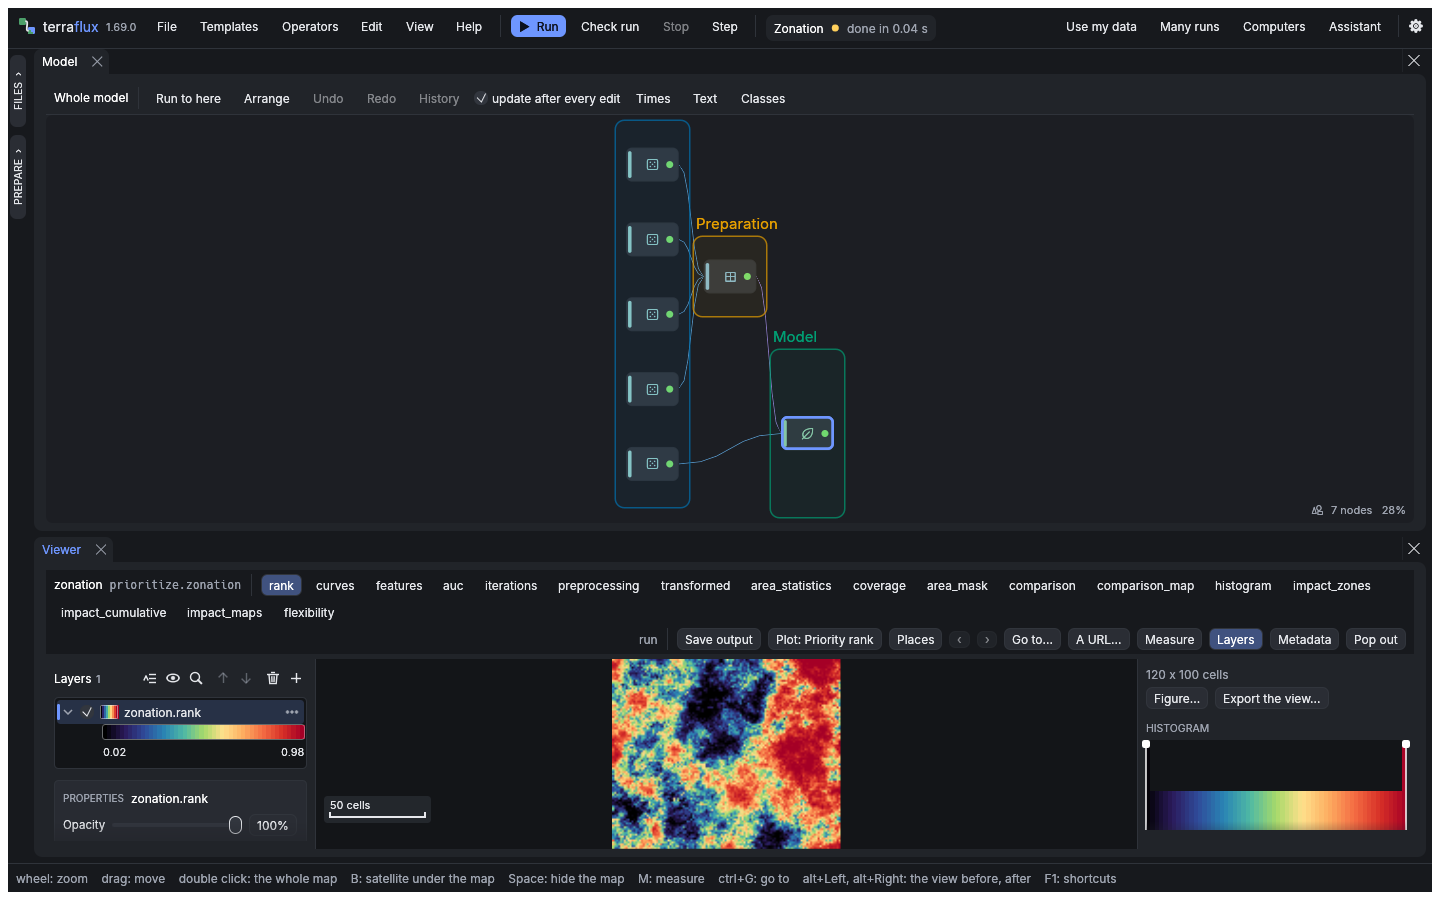 terraflux 1.69.0 File Templates Operators Edit View Help Run Check run Stop Step Zonation done in 0.04 s Use my data Many runs Computers Assistant
Model
FILES
PREPARE
Whole model Run to here Arrange Undo Redo History update after every edit Times Text Classes
Preparation
Model
7 nodes 28%
Viewer
zonation prioritize.zonation rank curves features auc iterations preprocessing transformed area_statistics coverage area_mask comparison comparison_map histogram impact_zones
impact_cumulative impact_maps flexibility
run Save output Plot: Priority rank Places ‹ › Go to... A URL... Measure Layers Metadata Pop out
Layers 1
zonation.rank
0.02 0.98
PROPERTIES zonation.rank
Opacity 100%
50 cells
120 x 100 cells
Figure... Export the view...
HISTOGRAM
wheel: zoom drag: move double click: the whole map B: satellite under the map Space: hide the map M: measure ctrl+G: go to alt+Left, alt+Right: the view before, after F1: shortcuts